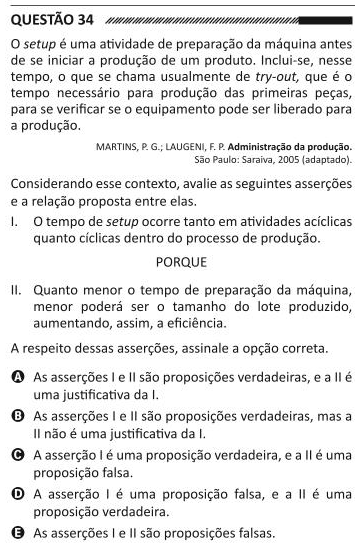 QUESTÃO 34
O setup é uma atividade de preparação da máquina antes
de se iniciar a produção de um produto. Inclui-se, nesse
tempo, o que se chama usualmente de try-out, que é o
tempo necessário para produção das primeiras peças,
para se verificar se o equipamento pode ser liberado para
a produção.
MARTINS, P. G.; LAUGENI, F. P. Administração da produção.
São Paulo: Saraiva, 2005 (adaptado).
Considerando esse contexto, avalie as seguintes asserções
e a relação proposta entre elas.
I. O tempo de setup ocorre tanto em atividades acíclicas
quanto cíclicas dentro do processo de produção.
PORQUE
II. Quanto menor o tempo de preparação da máquina,
menor poderá ser o tamanho do lote produzido,
aumentando, assim, a eficiência.
A respeito dessas asserções, assinale a opção correta.
A As asserções I e II são proposições verdadeiras, e a II é
uma justificativa da I.
B As asserções I e II são proposições verdadeiras, mas a
II não é uma justificativa da I.
C A asserção I é uma proposição verdadeira, e a II é uma
proposição falsa.
D A asserção I é uma proposição falsa, e a II é uma
proposição verdadeira.
E As asserções I e II são proposições falsas.